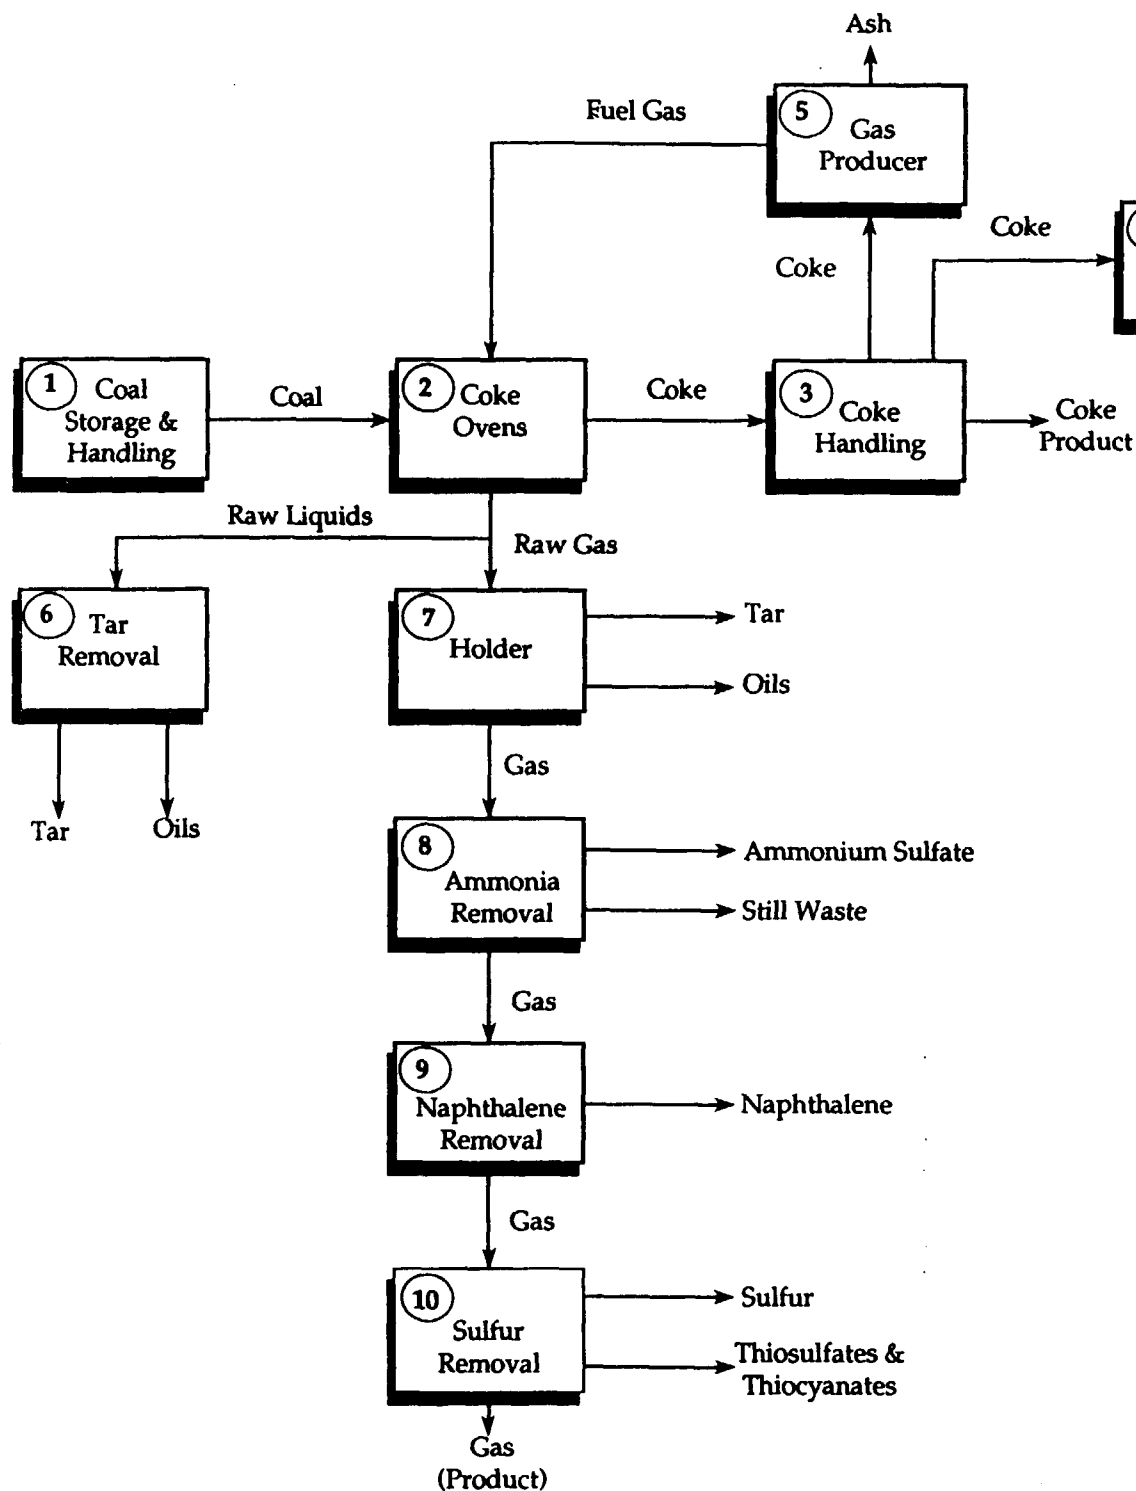 Ash
Fuel Gas
5
Gas
Producer
Coke
Coke
1
Coal
Storage &
Handling
Coal
2
Coke
Ovens
Coke
3
Coke
Handling
Coke
Product
Raw Liquids
Raw Gas
6
Tar
Removal
7
Holder
Tar
Oils
Tar
Oils
Gas
8
Ammonia
Removal
Ammonium Sulfate
Still Waste
Gas
9
Naphthalene
Removal
Naphthalene
Gas
10
Sulfur
Removal
Sulfur
Thiosulfates &
Thiocyanates
Gas
(Product)